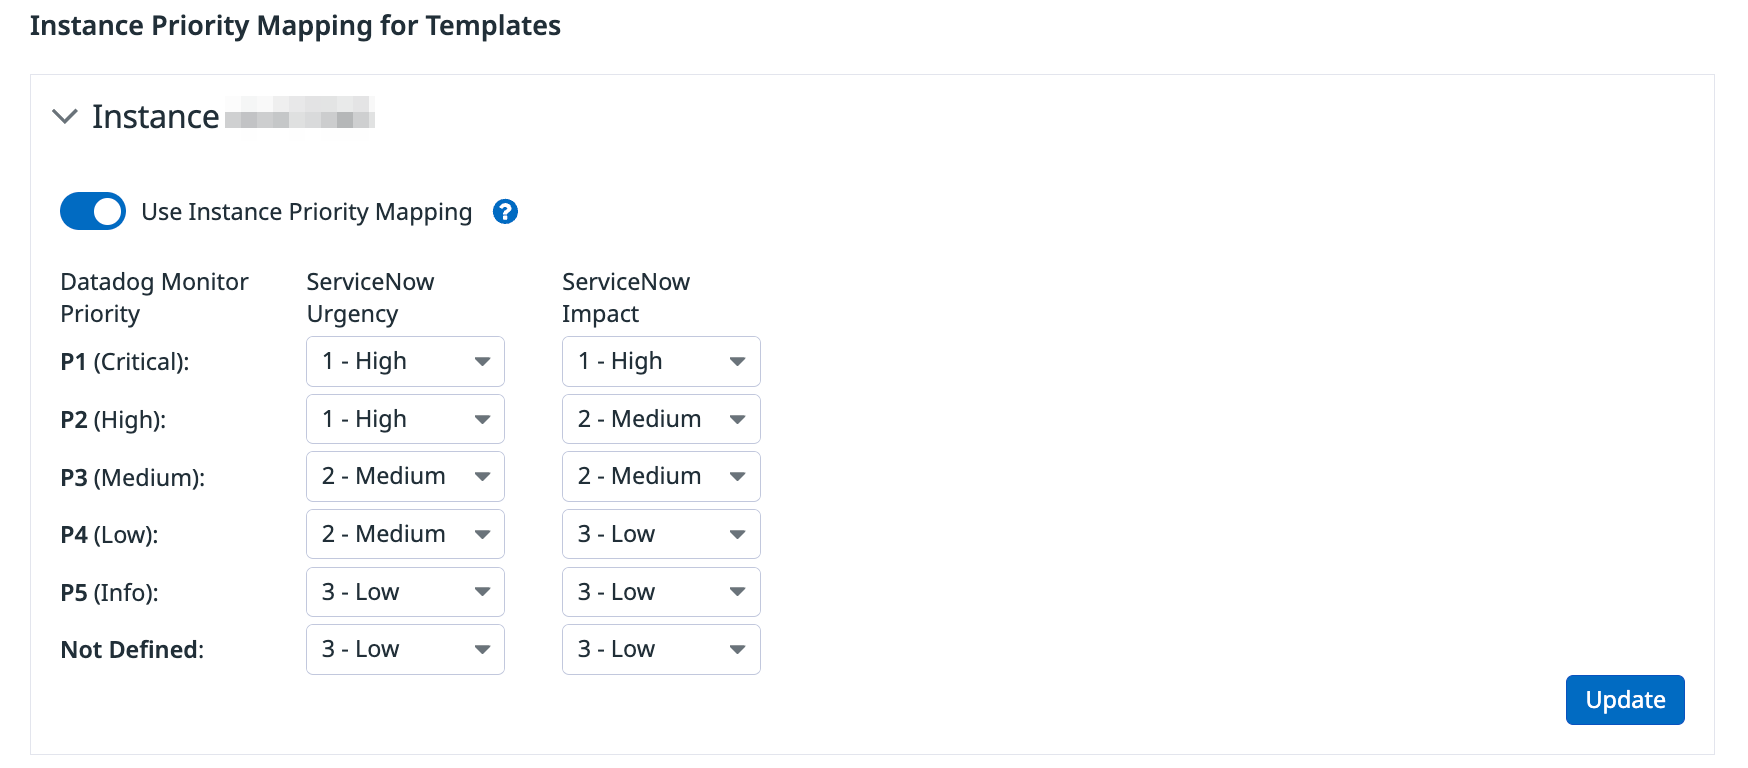 Instance Priority Mapping for Templates
Instance
Use Instance Priority Mapping ?
Datadog Monitor Priority
ServiceNow Urgency
ServiceNow Impact
P1 (Critical): 1 - High 1 - High
P2 (High): 1 - High 2 - Medium
P3 (Medium): 2 - Medium 2 - Medium
P4 (Low): 2 - Medium 3 - Low
P5 (Info): 3 - Low 3 - Low
Not Defined: 3 - Low 3 - Low
Update